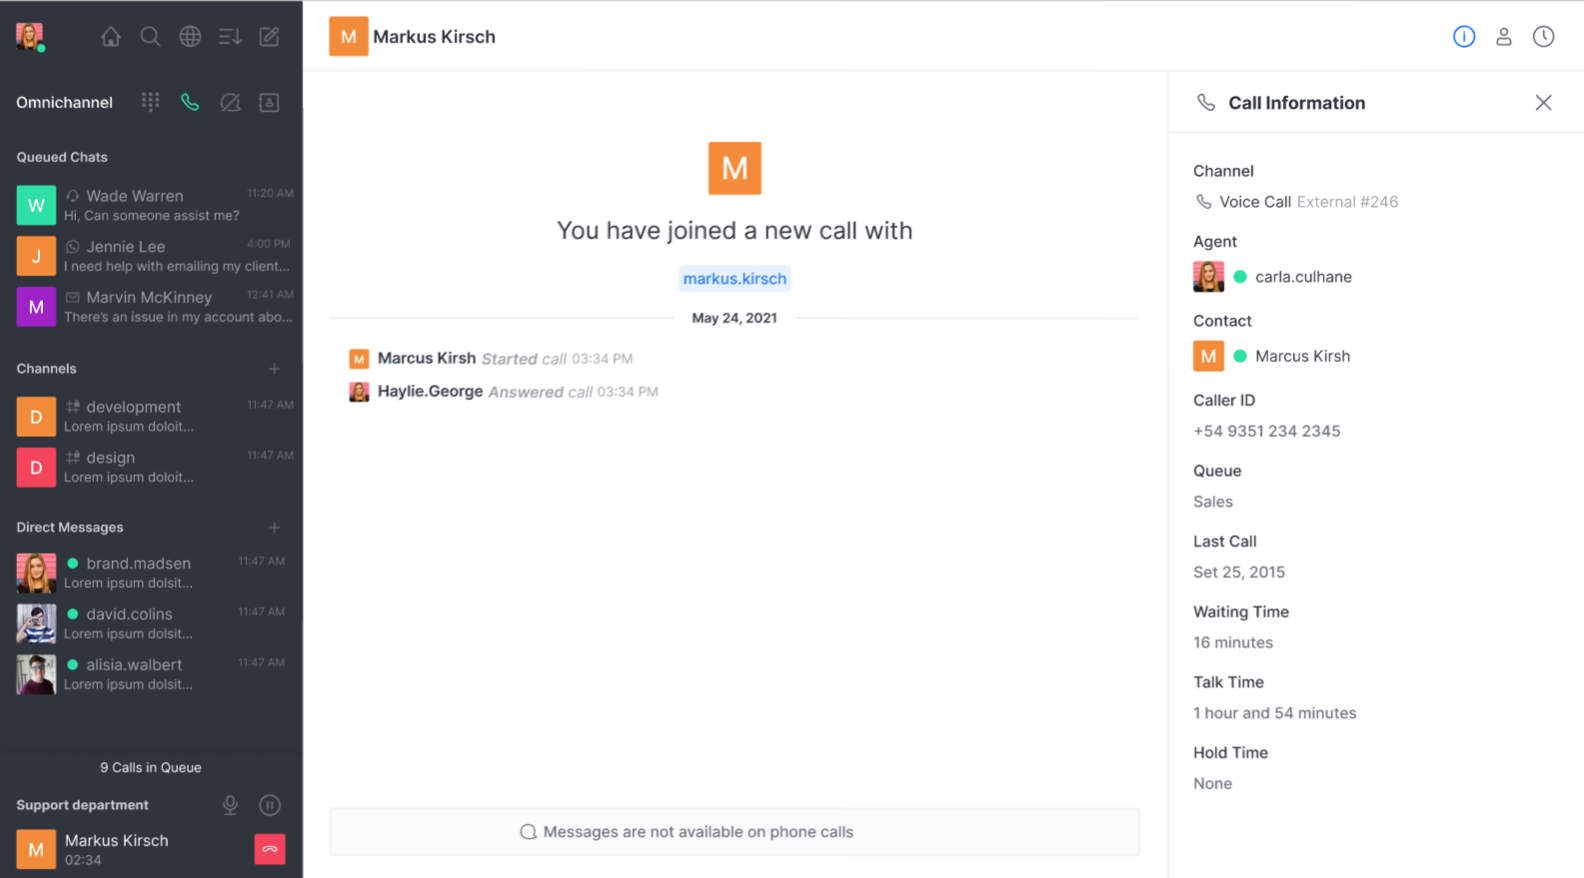 M Markus Kirsch
Omnichannel
Queued Chats
W Wade Warren 11:20 AM
Hi, Can someone assist me?
J Jennie Lee 4:00 PM
I need help with emailing my client...
M Marvin McKinney 12:41 AM
There's an issue in my account abo...
Channels
D development 11:47 AM
Lorem ipsum doloit...
D design 11:47 AM
Lorem ipsum doloit...
Direct Messages
brand.madsen 11:47 AM
Lorem ipsum dolsit...
david.colins 11:47 AM
Lorem ipsum dolsit...
alisia.walbert 11:47 AM
Lorem ipsum dolsit...
9 Calls in Queue
Support department
M Markus Kirsch
02:34
M
You have joined a new call with
markus.kirsch
May 24, 2021
M Marcus Kirsh Started call 03:34 PM
Haylie.George Answered call 03:34 PM
Messages are not available on phone calls
Call Information
Channel
Voice Call External #246
Agent
carla.culhane
Contact
M Marcus Kirsh
Caller ID
+54 9351 234 2345
Queue
Sales
Last Call
Set 25, 2015
Waiting Time
16 minutes
Talk Time
1 hour and 54 minutes
Hold Time
None